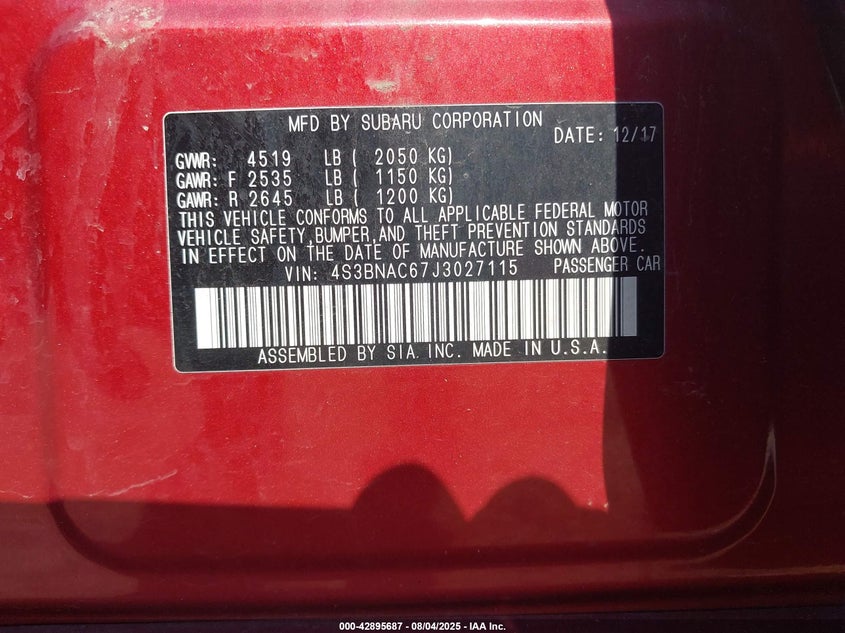 MFD BY SUBARU CORPORATION
DATE: 12/17
GVWR: 4519 LB ( 2050 KG)
GAWR: F 2535 LB ( 1150 KG)
GAWR: R 2645 LB ( 1200 KG)
THIS VEHICLE CONFORMS TO ALL APPLICABLE FEDERAL MOTOR
VEHICLE SAFETY,BUMPER,AND THEFT PREVENTION STANDARDS
IN EFFECT ON THE DATE OF MANUFACTURE SHOWN ABOVE.
VIN: 4S3BNAC67J3027115 PASSENGER CAR
ASSEMBLED BY SIA. INC. MADE IN U.S.A.
000-42895687 - 08/04/2025 - IAA Inc.